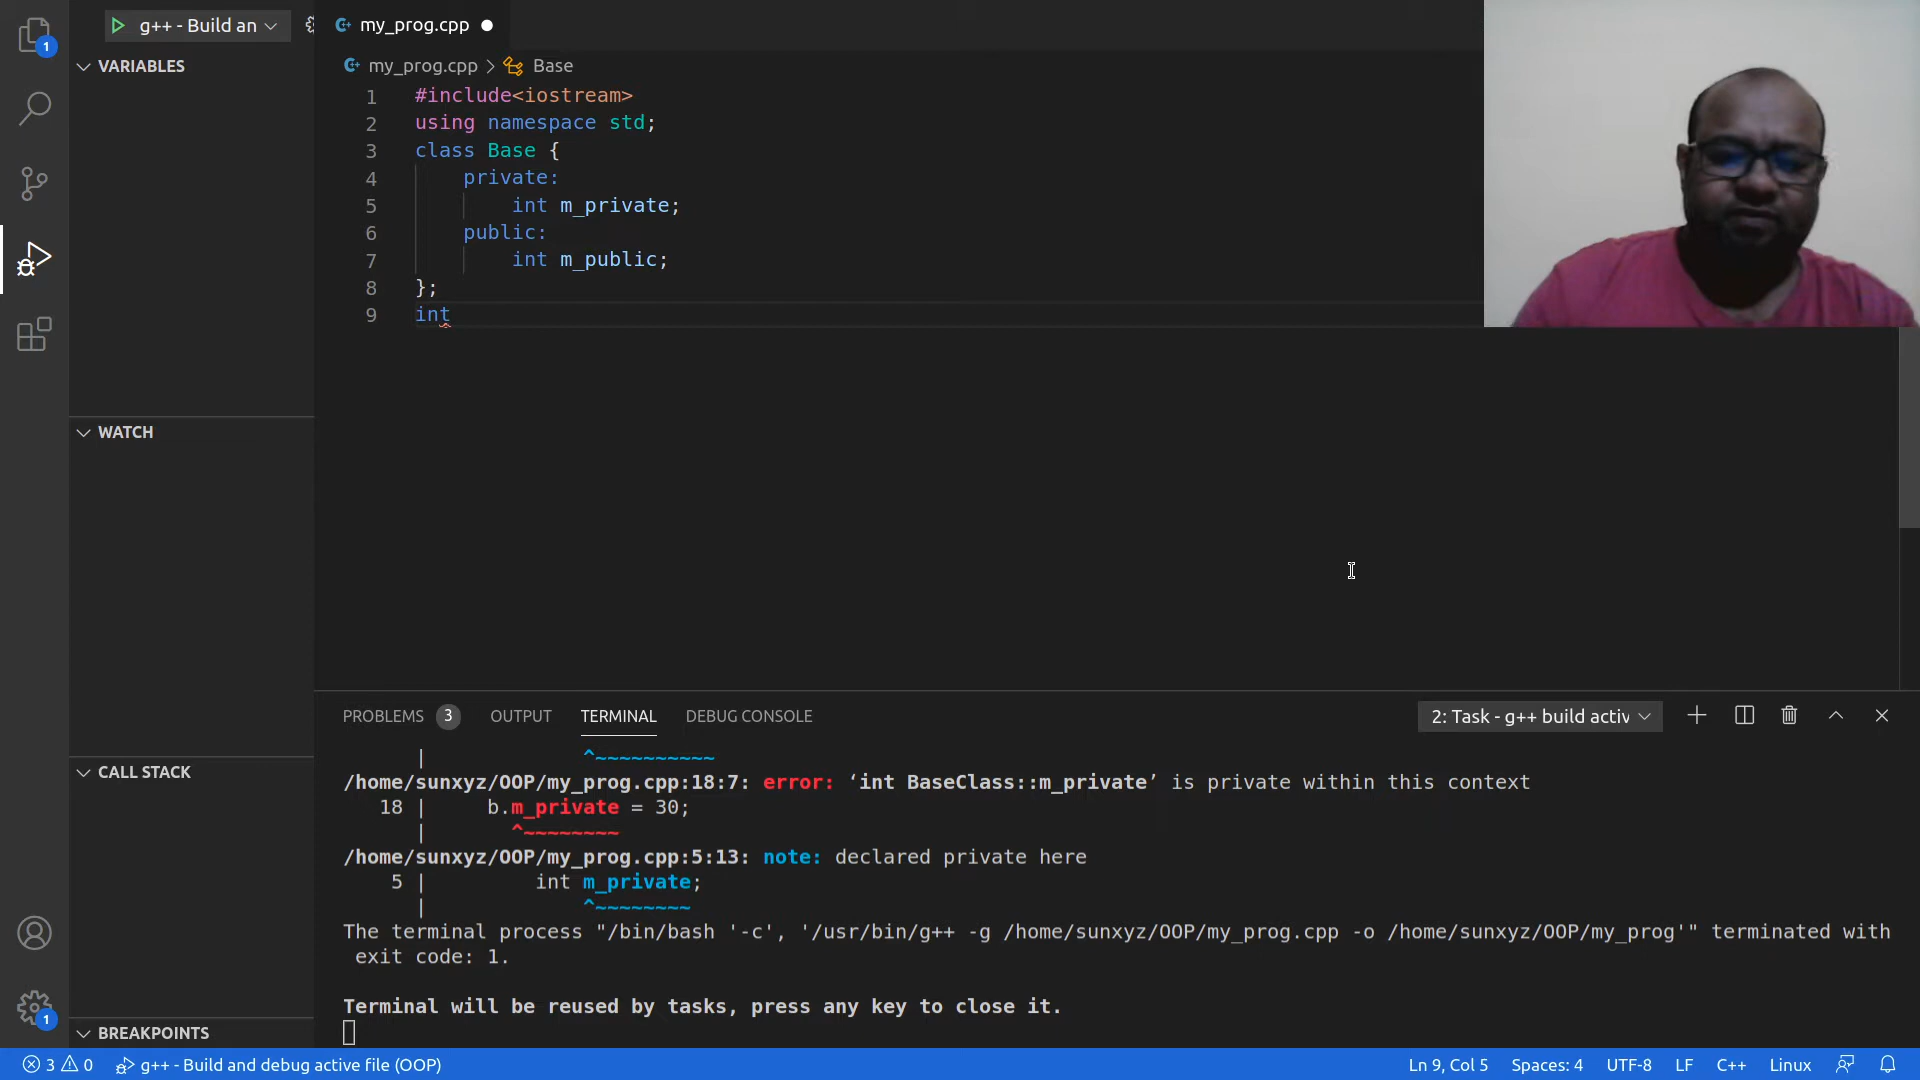 1
g++ - Build an
my_prog.cpp
VARIABLES
my_prog.cpp > Base
1 #include<iostream>
2 using namespace std;
3 class Base {
4 private:
5 int m_private;
6 public:
7 int m_public;
8 };
9 int
WATCH
CALL STACK
BREAKPOINTS
PROBLEMS 3 OUTPUT TERMINAL DEBUG CONSOLE 2: Task - g++ build activ
| ^~~~~~~~~~~
/home/sunxyz/OOP/my_prog.cpp:18:7: error: ‘int BaseClass::m_private’ is private within this context
18 | b.m_private = 30;
| ^~~~~~~~~
/home/sunxyz/OOP/my_prog.cpp:5:13: note: declared private here
5 | int m_private;
| ^~~~~~~~~
The terminal process "/bin/bash '-c', '/usr/bin/g++ -g /home/sunxyz/OOP/my_prog.cpp -o /home/sunxyz/OOP/my_prog'" terminated with
exit code: 1.
Terminal will be reused by tasks, press any key to close it.
1
3 0 g++ - Build and debug active file (OOP) Ln 9, Col 5 Spaces: 4 UTF-8 LF C++ Linux